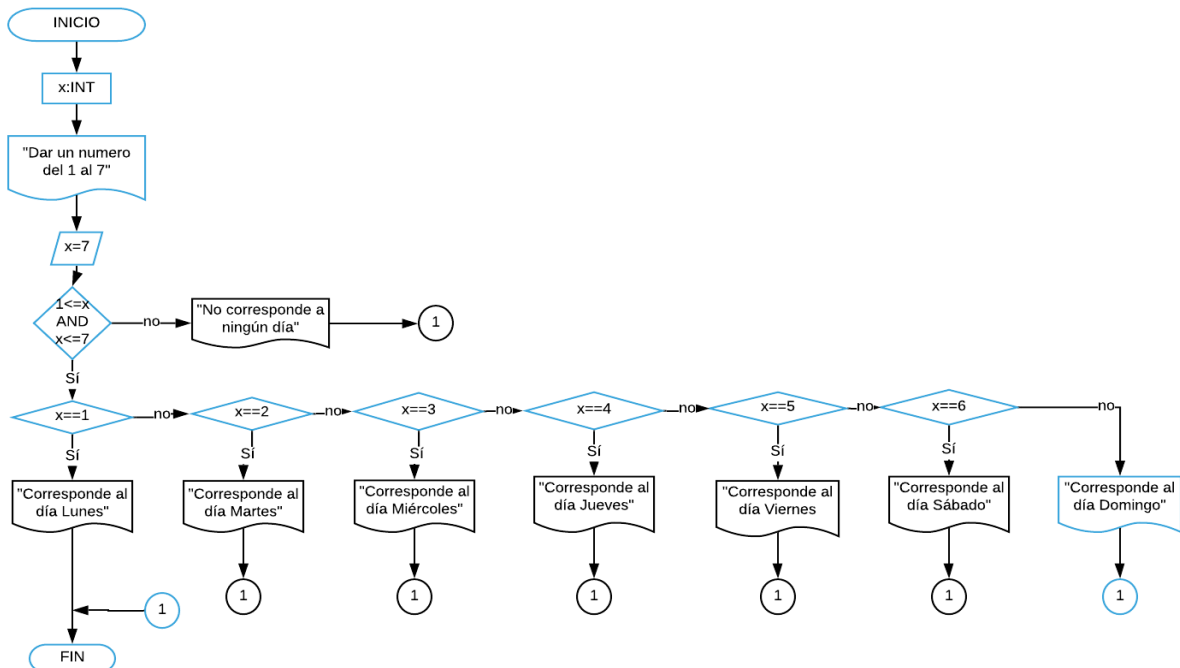 INICIO
x:INT
"Dar un numero
del 1 al 7"
x=7
1<=x
AND
x<=7
no
"No corresponde a
ningún día"
1
Sí
x==1
no
x==2
no
x==3
no
x==4
no
x==5
no
x==6
no
Sí
Sí
Sí
Sí
Sí
Sí
"Corresponde al
día Lunes"
"Corresponde al
día Martes"
"Corresponde al
día Miércoles"
"Corresponde al
día Jueves"
"Corresponde al
día Viernes
"Corresponde al
día Sábado"
"Corresponde al
día Domingo"
1
1
1
1
1
1
1
FIN